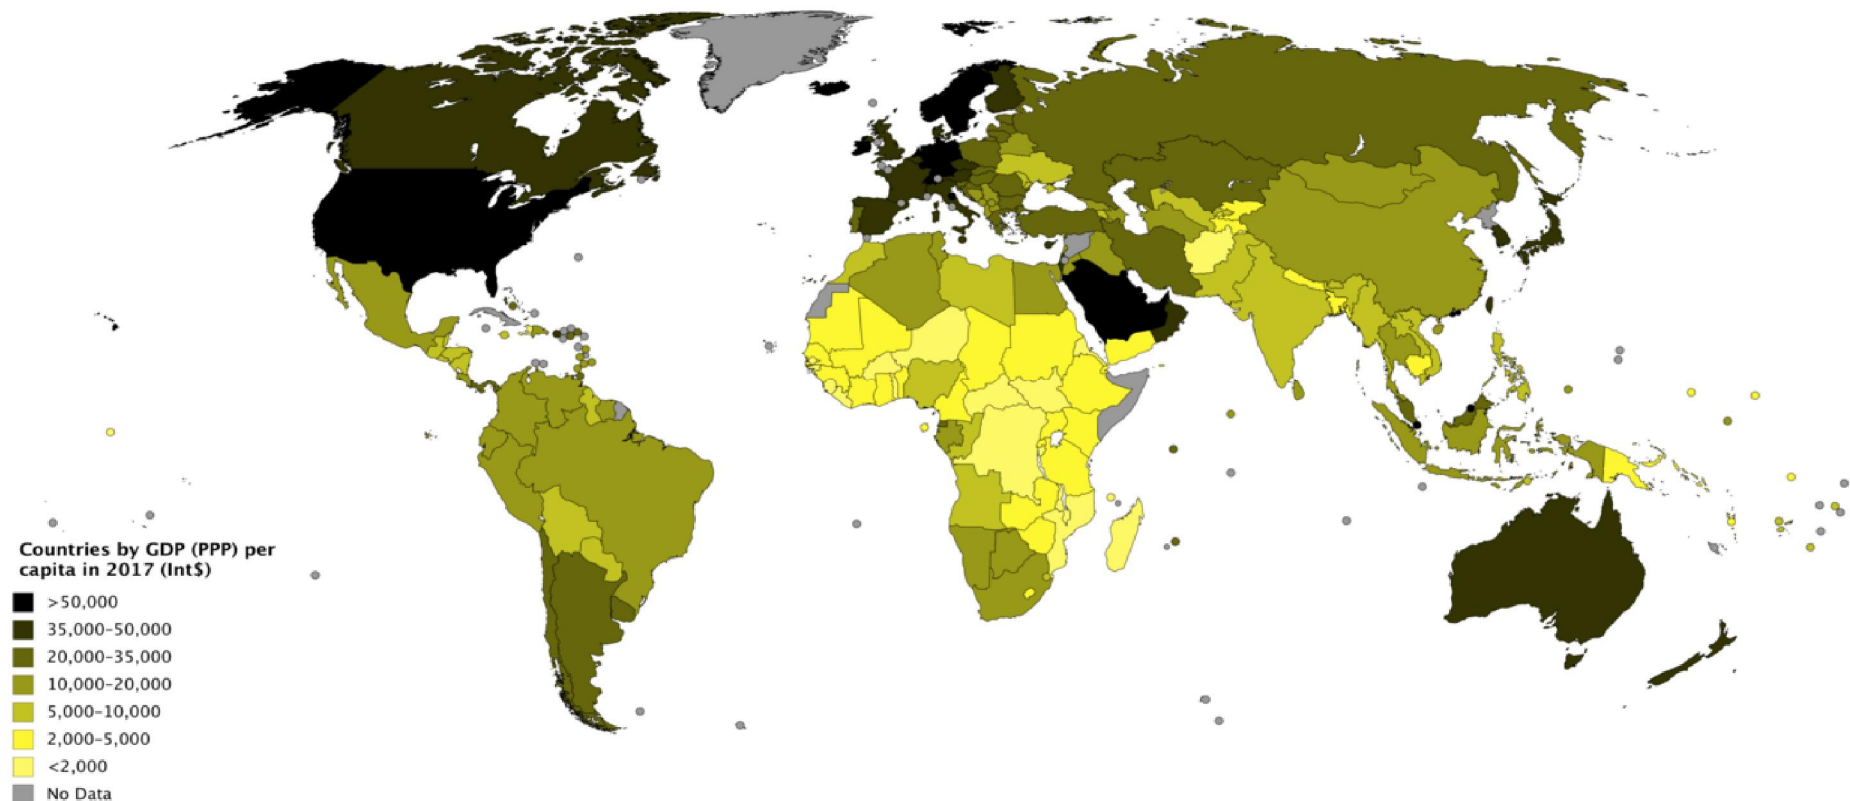 Countries by GDP (PPP) per
capita in 2017 (Int$)
>50,000
35,000-50,000
20,000-35,000
10,000-20,000
5,000-10,000
2,000-5,000
<2,000
No Data